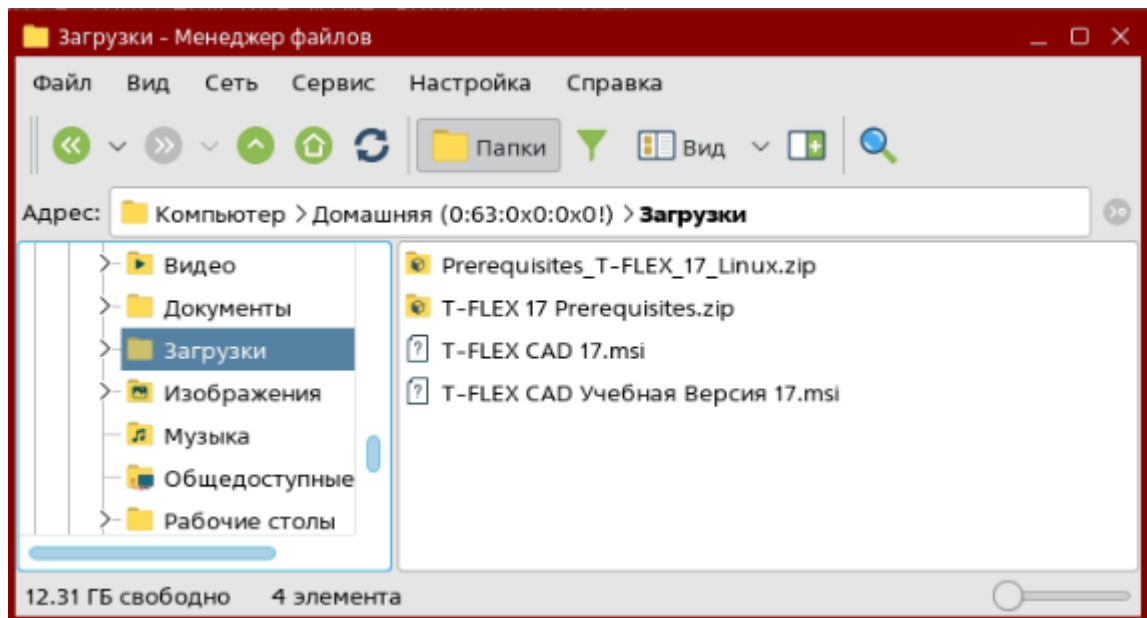 Загрузки - Менеджер файлов
Файл Вид Сеть Сервис Настройка Справка
Папки Вид
Адрес: Компьютер > Домашняя (0:63:0x0:0x0!) > Загрузки
Видео
Документы
Загрузки
Изображения
Музыка
Общедоступные
Рабочие столы
Prerequisites_T-FLEX_17_Linux.zip
T-FLEX 17 Prerequisites.zip
T-FLEX CAD 17.msi
T-FLEX CAD Учебная Версия 17.msi
12.31 ГБ свободно 4 элемента